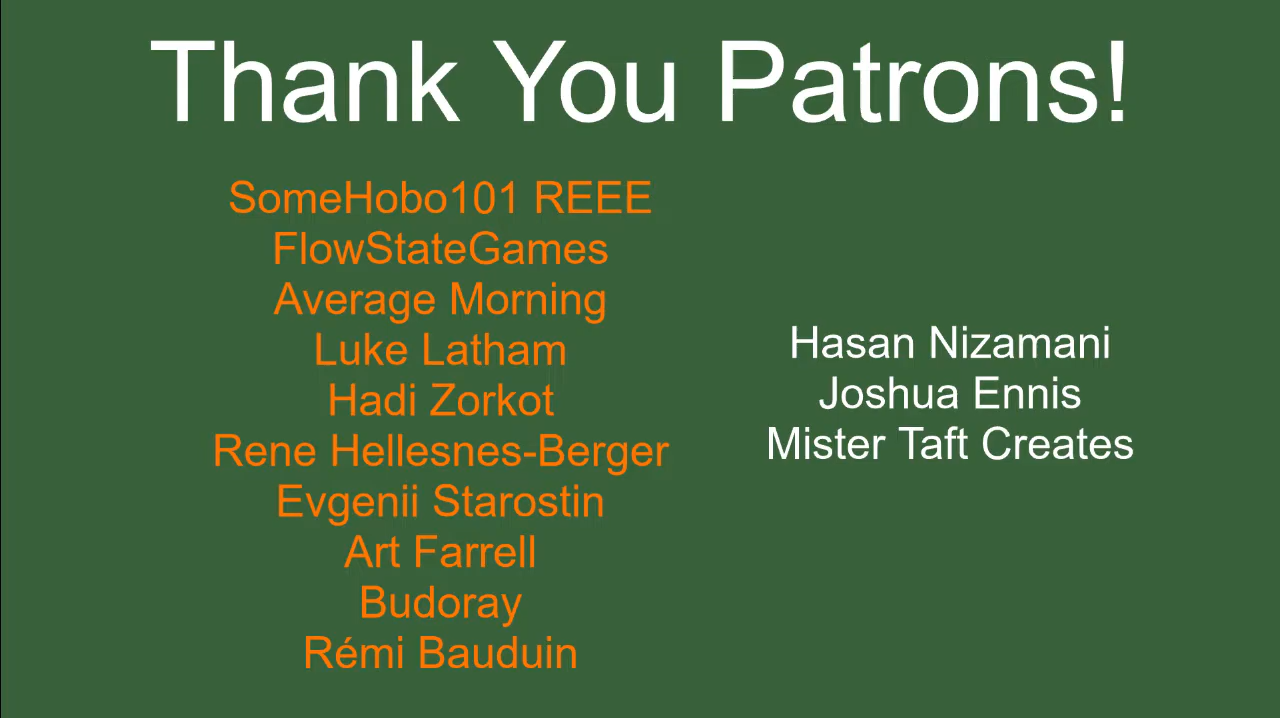 Thank You Patrons!
SomeHobo101 REEE
FlowStateGames
Average Morning
Luke Latham
Hadi Zorkot
Rene Hellesnes-Berger
Evgenii Starostin
Art Farrell
Budoray
Rémi Bauduin
Hasan Nizamani
Joshua Ennis
Mister Taft Creates